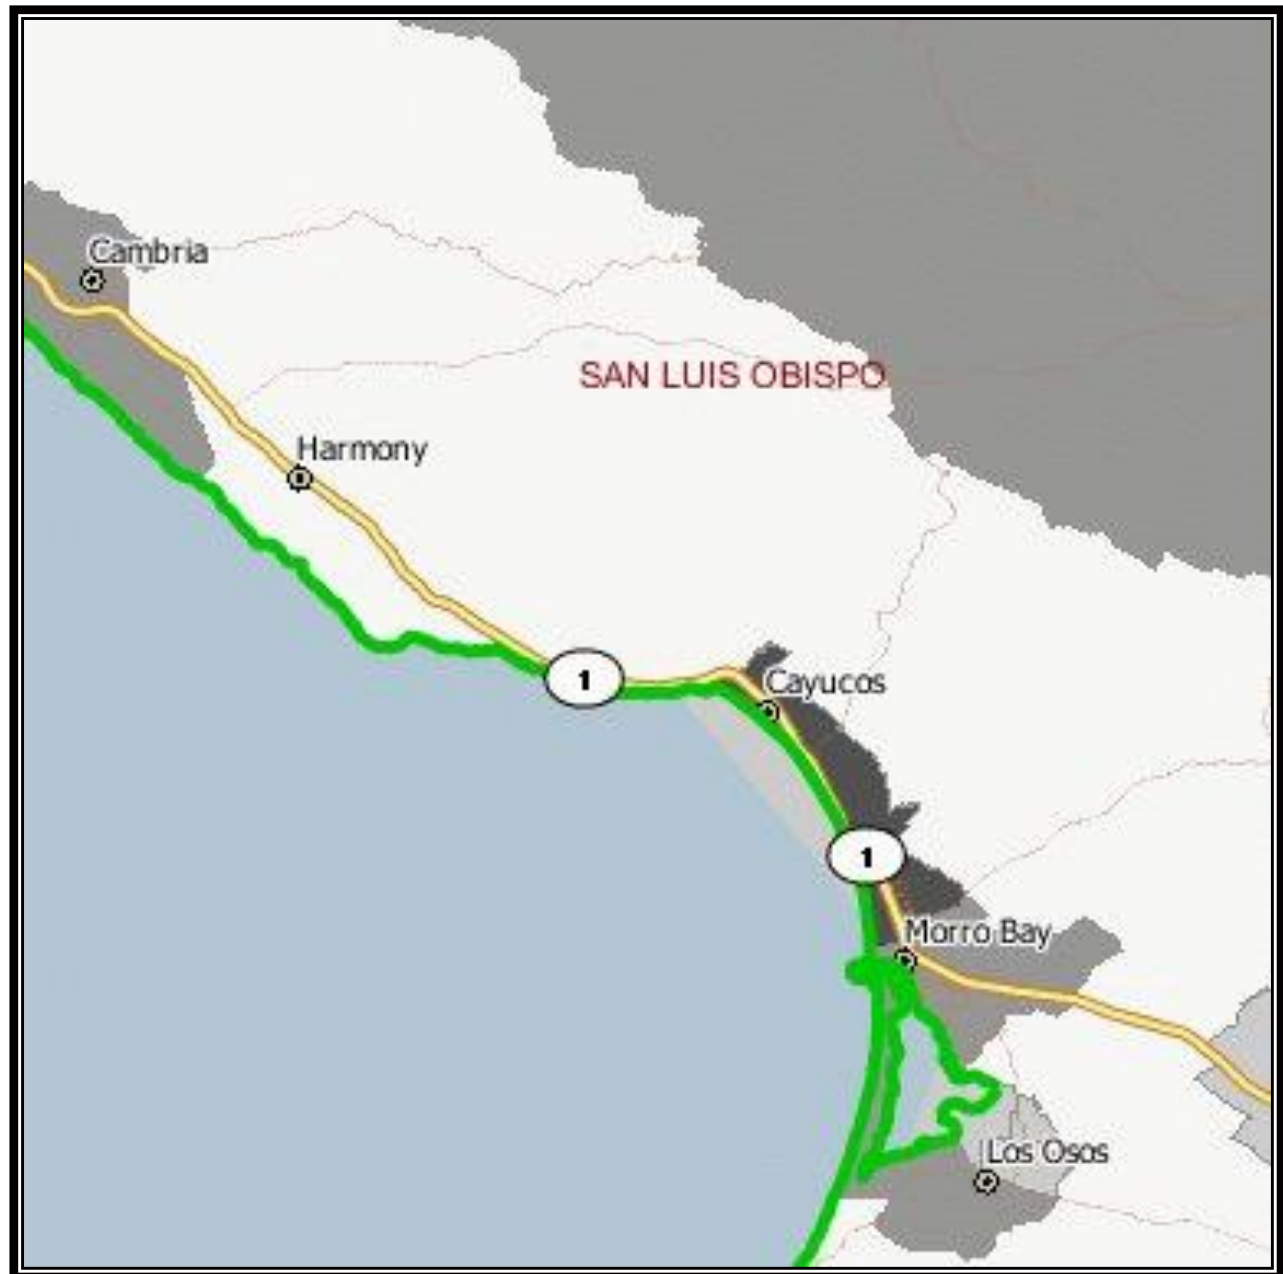 Cambria
SAN LUIS OBISPO
Harmony
1
Cayucos
1
Morro Bay
Los Osos